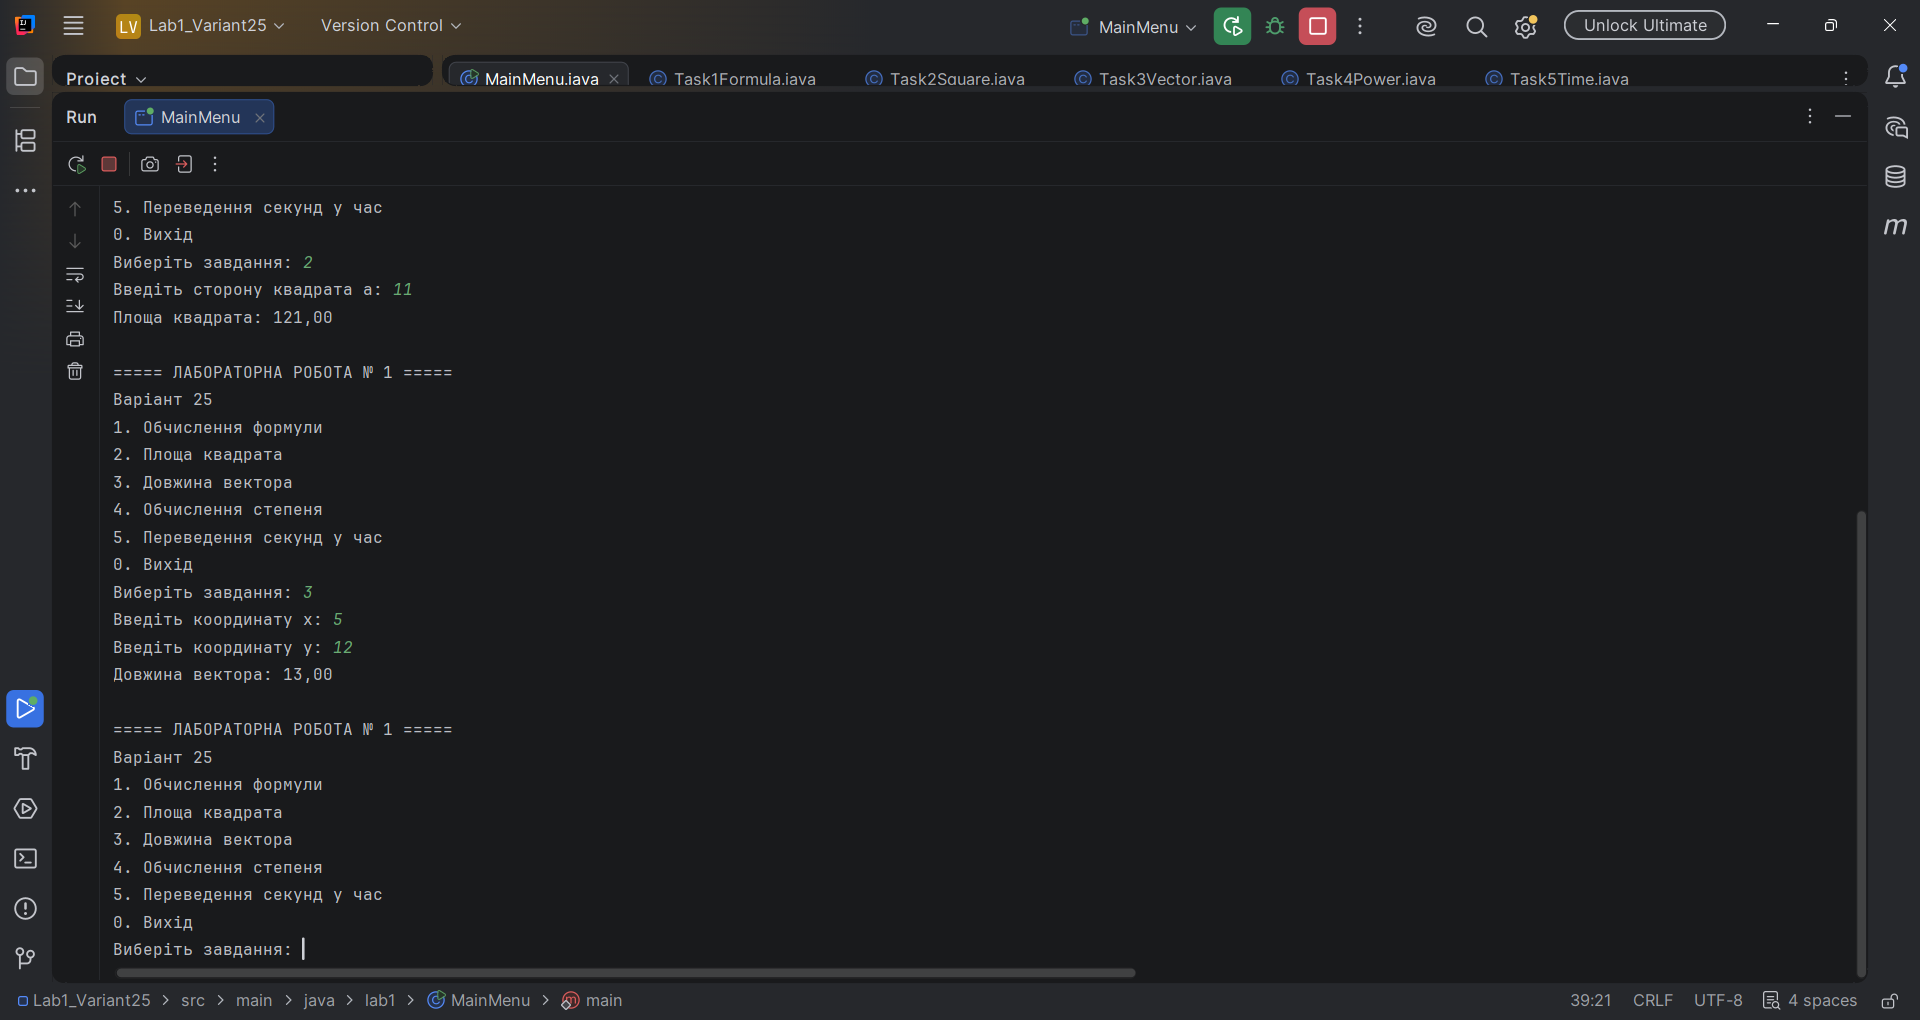 LV Lab1_Variant25 Version Control MainMenu Unlock Ultimate
Project MainMenu.java Task1Formula.java Task2Square.java Task3Vector.java Task4Power.java Task5Time.java
Run MainMenu
5. Переведення секунд у час
0. Вихід
Виберіть завдання: 2
Введіть сторону квадрата a: 11
Площа квадрата: 121,00
===== ЛАБОРАТОРНА РОБОТА № 1 =====
Варіант 25
1. Обчислення формули
2. Площа квадрата
3. Довжина вектора
4. Обчислення степеня
5. Переведення секунд у час
0. Вихід
Виберіть завдання: 3
Введіть координату x: 5
Введіть координату y: 12
Довжина вектора: 13,00
===== ЛАБОРАТОРНА РОБОТА № 1 =====
Варіант 25
1. Обчислення формули
2. Площа квадрата
3. Довжина вектора
4. Обчислення степеня
5. Переведення секунд у час
0. Вихід
Виберіть завдання:
Lab1_Variant25 > src > main > java > lab1 > MainMenu > main 39:21 CRLF UTF-8 4 spaces